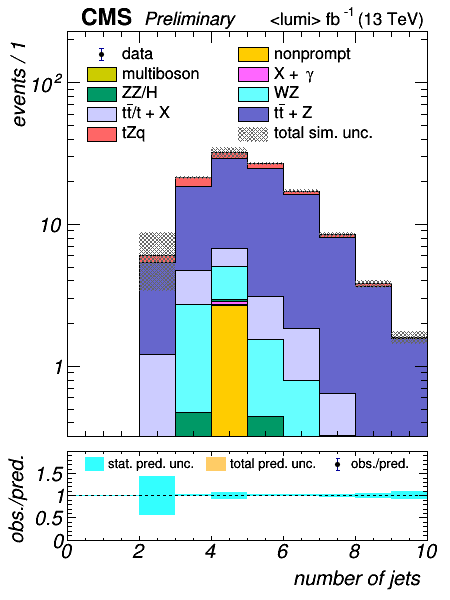 CMS Preliminary <lumi> fb⁻¹ (13 TeV)
events / 1
data
nonprompt
multiboson
X + γ
ZZ/H
WZ
tt̄/t + X
tt̄ + Z
tZq
total sim. unc.
10²
10
1
obs./pred.
stat. pred. unc. total pred. unc. obs./pred.
1.5
1
0.5
0
0 2 4 6 8 10
number of jets